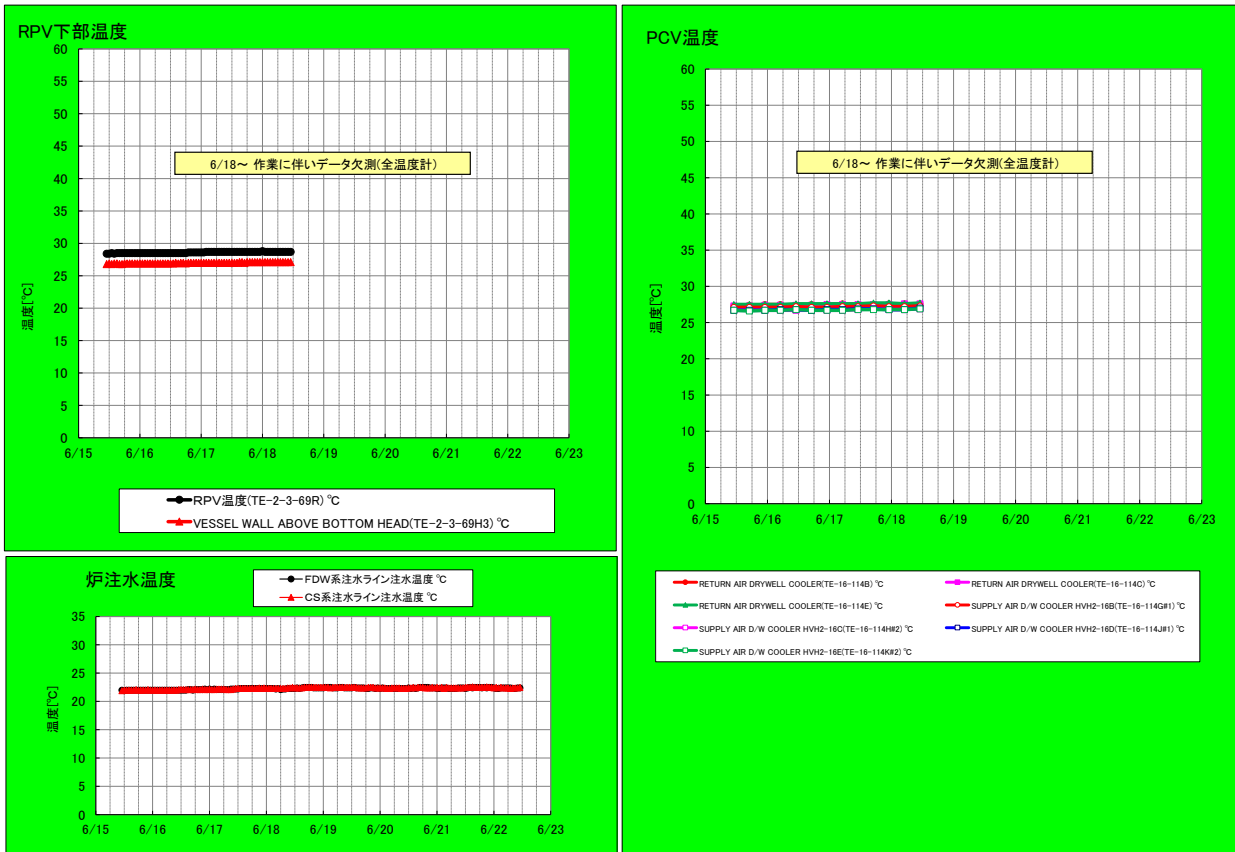 RPV下部温度
60
55
50
45
40
35
30
25
20
15
10
5
0
温度[℃]
6/18～ 作業に伴いデータ欠測(全温度計)
6/15 6/16 6/17 6/18 6/19 6/20 6/21 6/22 6/23
RPV温度(TE-2-3-69R) ℃
VESSEL WALL ABOVE BOTTOM HEAD(TE-2-3-69H3) ℃
炉注水温度
FDW系注水ライン注水温度 ℃
CS系注水ライン注水温度 ℃
35
30
25
20
15
10
5
0
温度[℃]
6/15 6/16 6/17 6/18 6/19 6/20 6/21 6/22 6/23
PCV温度
60
55
50
45
40
35
30
25
20
15
10
5
0
温度[℃]
6/18～ 作業に伴いデータ欠測(全温度計)
6/15 6/16 6/17 6/18 6/19 6/20 6/21 6/22 6/23
RETURN AIR DRYWELL COOLER(TE-16-114B) ℃
RETURN AIR DRYWELL COOLER(TE-16-114C) ℃
RETURN AIR DRYWELL COOLER(TE-16-114E) ℃
SUPPLY AIR D/W COOLER HVH2-16B(TE-16-114G#1) ℃
SUPPLY AIR D/W COOLER HVH2-16C(TE-16-114H#2) ℃
SUPPLY AIR D/W COOLER HVH2-16D(TE-16-114J#1) ℃
SUPPLY AIR D/W COOLER HVH2-16E(TE-16-114K#2) ℃